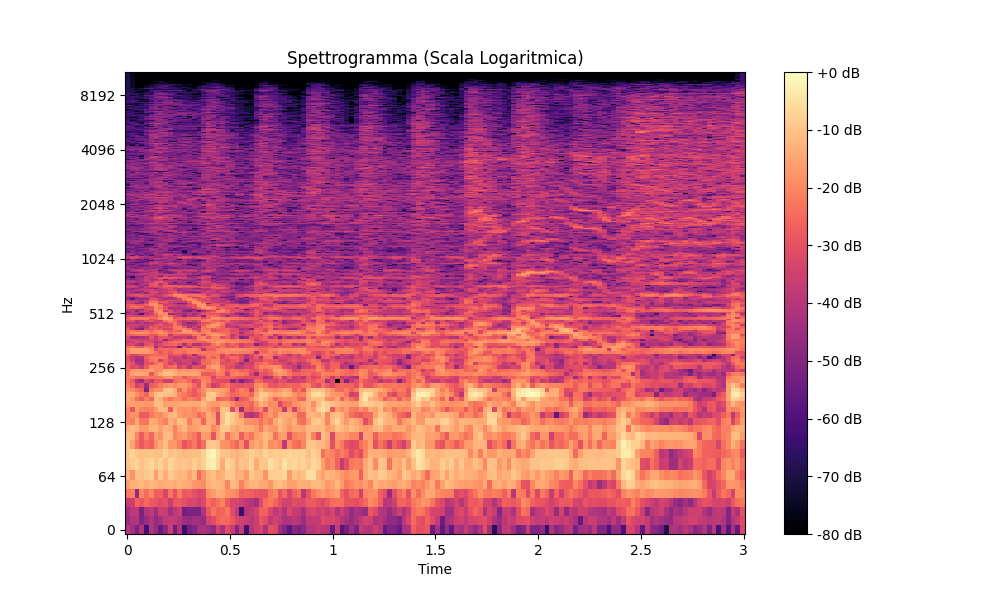 Spettrogramma (Scala Logaritmica)
Hz
8192
4096
2048
1024
512
256
128
64
0
0 0.5 1 1.5 2 2.5 3
Time
+0 dB
-10 dB
-20 dB
-30 dB
-40 dB
-50 dB
-60 dB
-70 dB
-80 dB